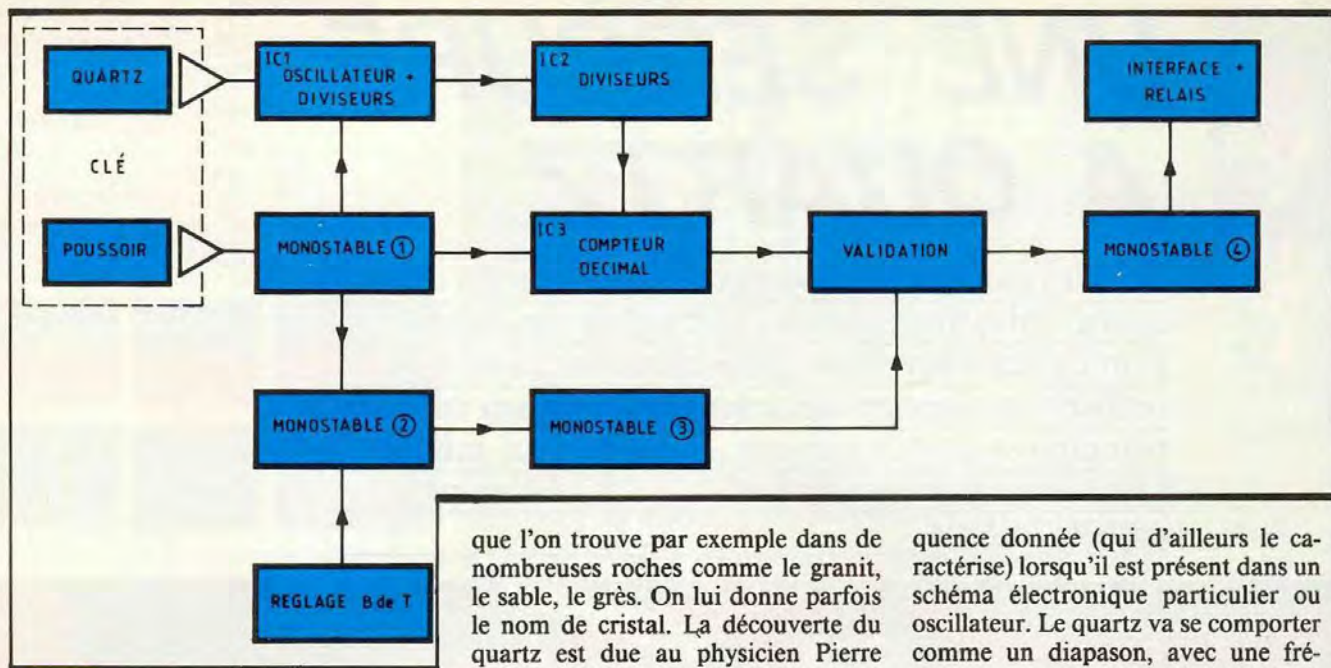 QUARTZ
CLÉ
POUSSOIR
IC1
OSCILLATEUR +
DIVISEURS
IC2
DIVISEURS
INTERFACE +
RELAIS
MONOSTABLE ①
IC3
COMPTEUR
DECIMAL
VALIDATION
MONOSTABLE ④
MONOSTABLE ②
MONOSTABLE ③
REGLAGE B de T
que l'on trouve par exemple dans de
nombreuses roches comme le granit,
le sable, le grès. On lui donne parfois
le nom de cristal. La découverte du
quartz est due au physicien Pierre
quence donnée (qui d'ailleurs le ca-
ractérise) lorsqu'il est présent dans un
schéma électronique particulier ou
oscillateur. Le quartz va se comporter
comme un diapason, avec une fré-